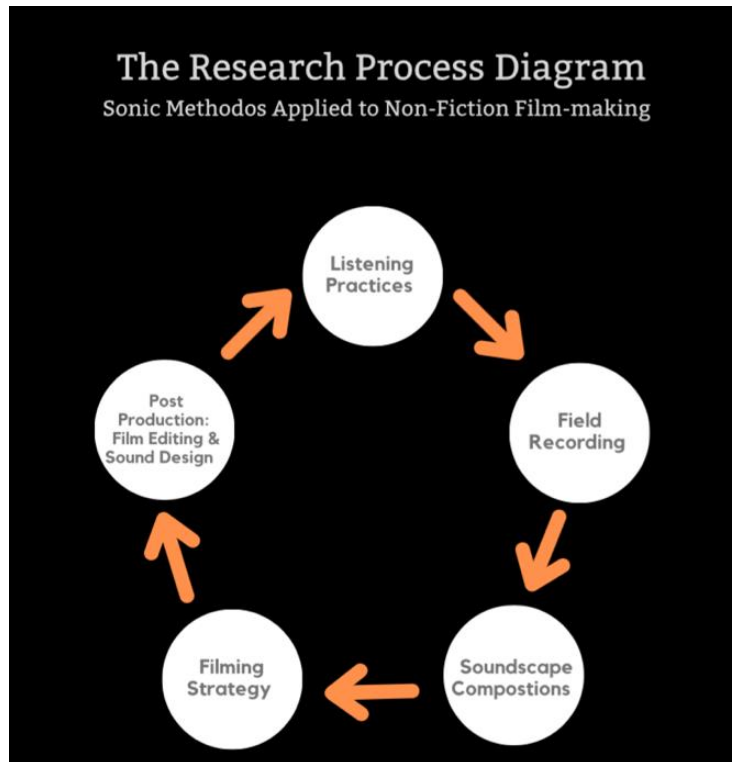 The Research Process Diagram
Sonic Methodos Applied to Non-Fiction Film-making
Listening
Practices
Field
Recording
Soundscape
Compostions
Filming
Strategy
Post
Production:
Film Editing &
Sound Design